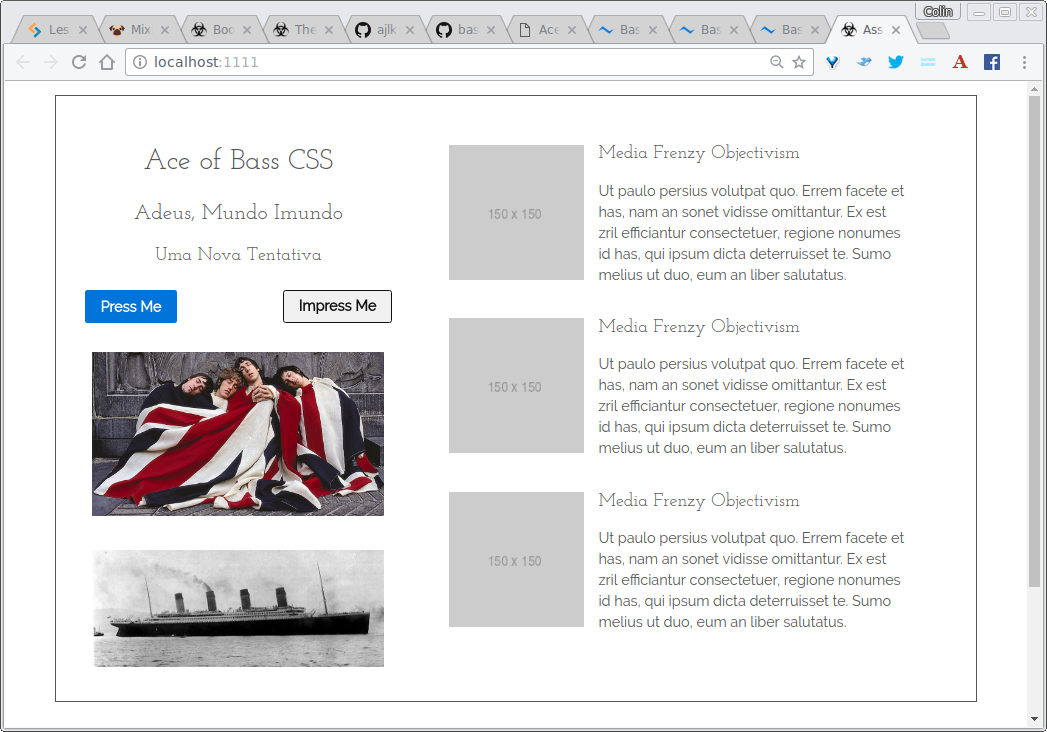 Colin
Les
Mix
Boo
The
ajlk
bas
Ace
Bas
Bas
Bas
Ass
localhost:1111
Ace of Bass CSS
Adeus, Mundo Imundo
Uma Nova Tentativa
Press Me
Impress Me
150 x 150
Media Frenzy Objectivism
Ut paulo persius volutpat quo. Errem facete et
has, nam an sonet vidisse omittantur. Ex est
zril efficiantur consectetuer, regione nonumes
id has, qui ipsum dicta deterruisset te. Sumo
melius ut duo, eum an liber salutatus.
150 x 150
Media Frenzy Objectivism
Ut paulo persius volutpat quo. Errem facete et
has, nam an sonet vidisse omittantur. Ex est
zril efficiantur consectetuer, regione nonumes
id has, qui ipsum dicta deterruisset te. Sumo
melius ut duo, eum an liber salutatus.
150 x 150
Media Frenzy Objectivism
Ut paulo persius volutpat quo. Errem facete et
has, nam an sonet vidisse omittantur. Ex est
zril efficiantur consectetuer, regione nonumes
id has, qui ipsum dicta deterruisset te. Sumo
melius ut duo, eum an liber salutatus.